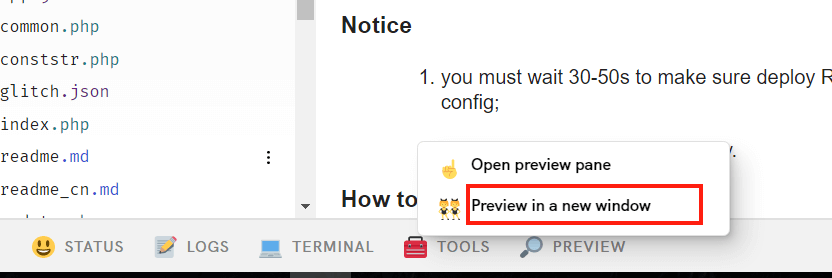 common.php
conststr.php
glitch.json
index.php
readme.md
readme_cn.md
Notice
1. you must wait 30-50s to make sure deploy
config;
Open preview pane
Preview in a new window
How to
STATUS
LOGS
TERMINAL
TOOLS
PREVIEW